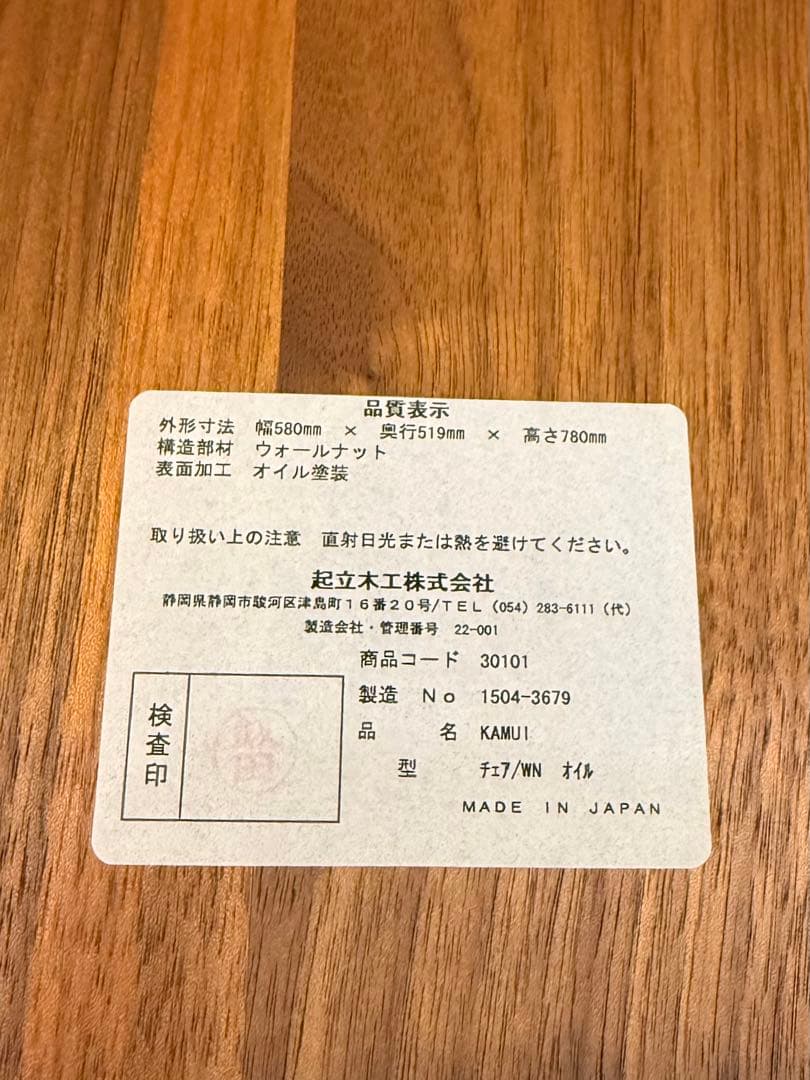 品質表示
外形寸法 幅580mm × 奥行519mm × 高さ780mm
構造部材 ウォールナット
表面加工 オイル塗装
取り扱い上の注意 直射日光または熱を避けてください。
起立木工株式会社
静岡県静岡市駿河区津島町16番20号/TEL (054) 283-6111 (代)
製造会社・管理番号 22-001
商品コード 30101
製造 No 1504-3679
品 名 KAMUI
型 ﾁｪｱ/WN ｵｲﾙ
MADE IN JAPAN
検査印